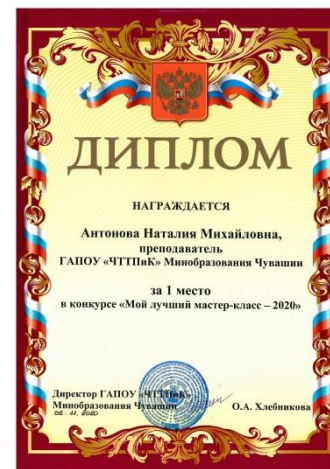 ДИПЛОМ
НАГРАЖДАЕТСЯ
Антонова Наталия Михайловна,
преподаватель
ГАПОУ «ЧТТПиК» Минобразования Чувашии
за 1 место
в конкурсе «Мой лучший мастер-класс – 2020»
Директор ГАПОУ «ЧТТПиК»
Минобразования Чувашии
О.А. Хлебникова